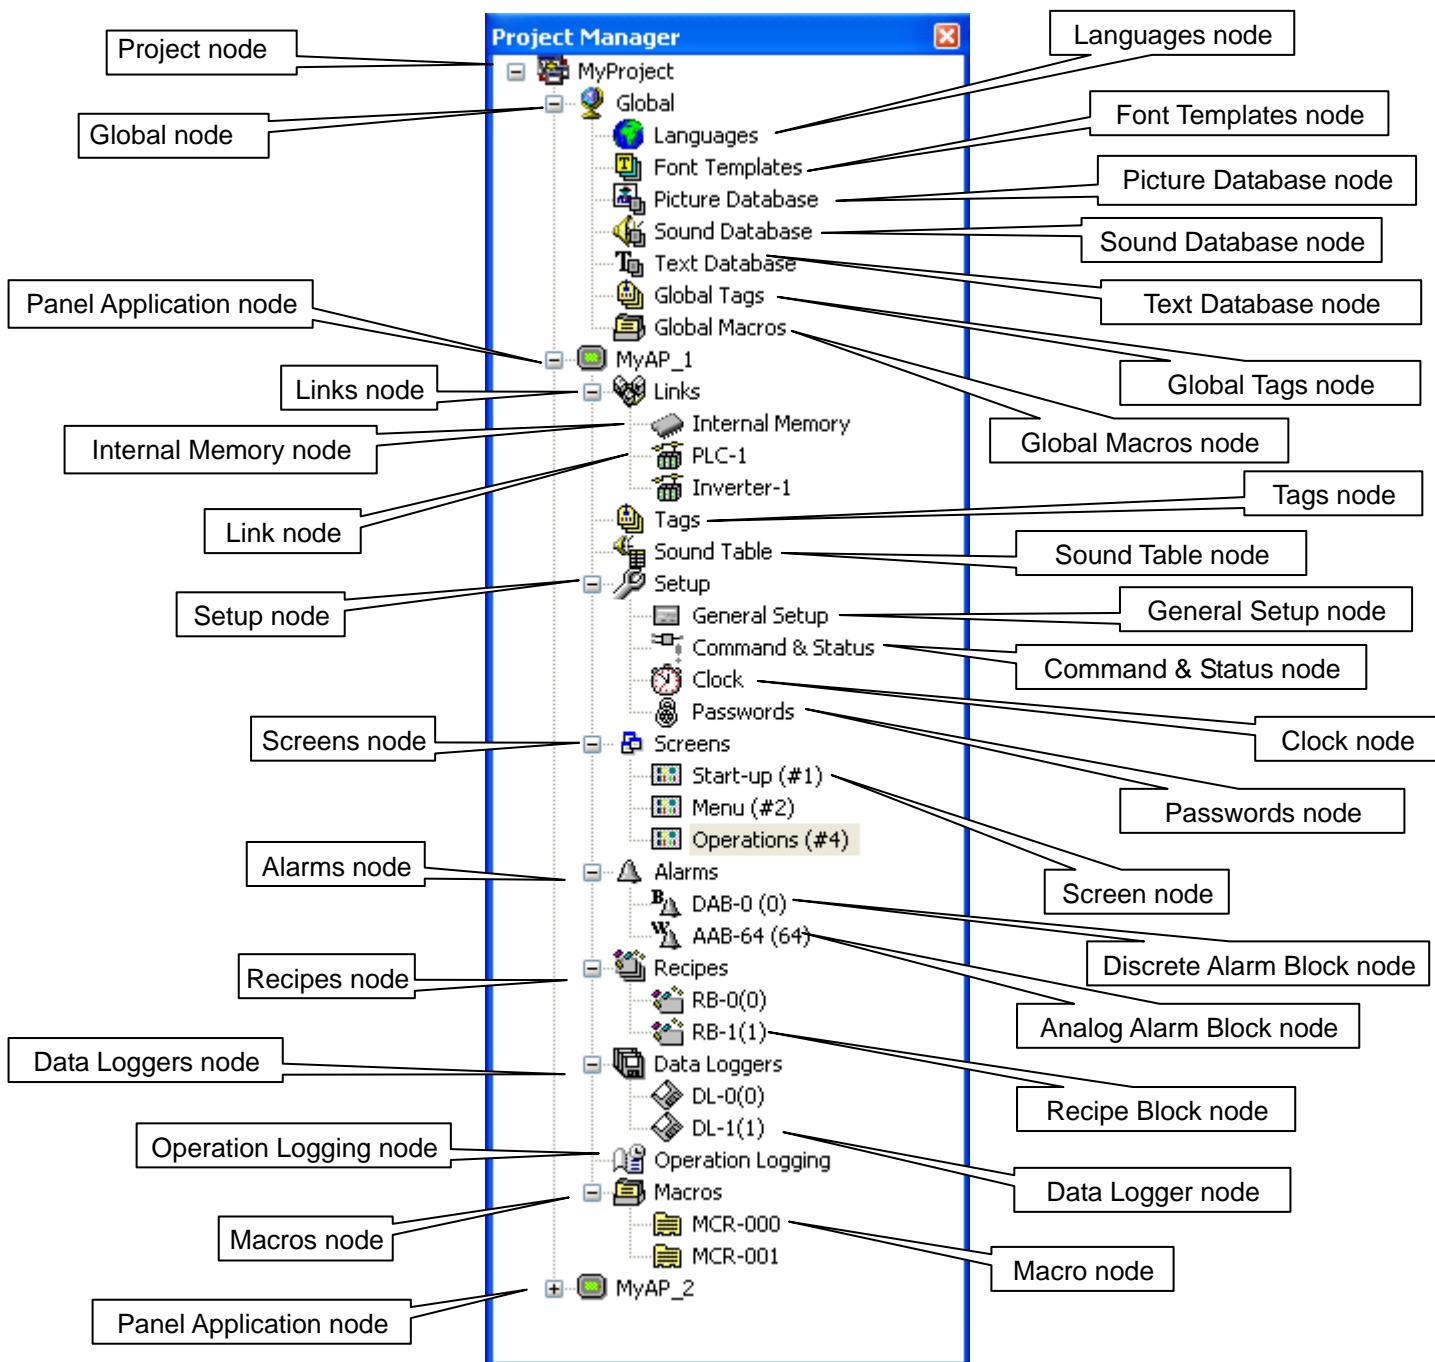 Project Manager
Project node
Languages node
MyProject
Global
Global node
Languages
Font Templates node
Font Templates
Picture Database node
Picture Database
Sound Database
Sound Database node
Text Database
Panel Application node
Global Tags
Text Database node
Global Macros
MyAP_1
Links node
Links
Global Tags node
Internal Memory node
Internal Memory
Global Macros node
PLC-1
Inverter-1
Tags node
Link node
Tags
Sound Table
Sound Table node
Setup node
Setup
General Setup
General Setup node
Command & Status
Command & Status node
Clock
Passwords
Screens node
Screens
Clock node
Start-up (#1)
Menu (#2)
Passwords node
Operations (#4)
Alarms node
Alarms
Screen node
DAB-0 (0)
AAB-64 (64)
Discrete Alarm Block node
Recipes node
Recipes
RB-0(0)
RB-1(1)
Analog Alarm Block node
Data Loggers node
Data Loggers
DL-0(0)
Recipe Block node
DL-1(1)
Operation Logging node
Operation Logging
Macros
Data Logger node
Macros node
MCR-000
MCR-001
Macro node
MyAP_2
Panel Application node